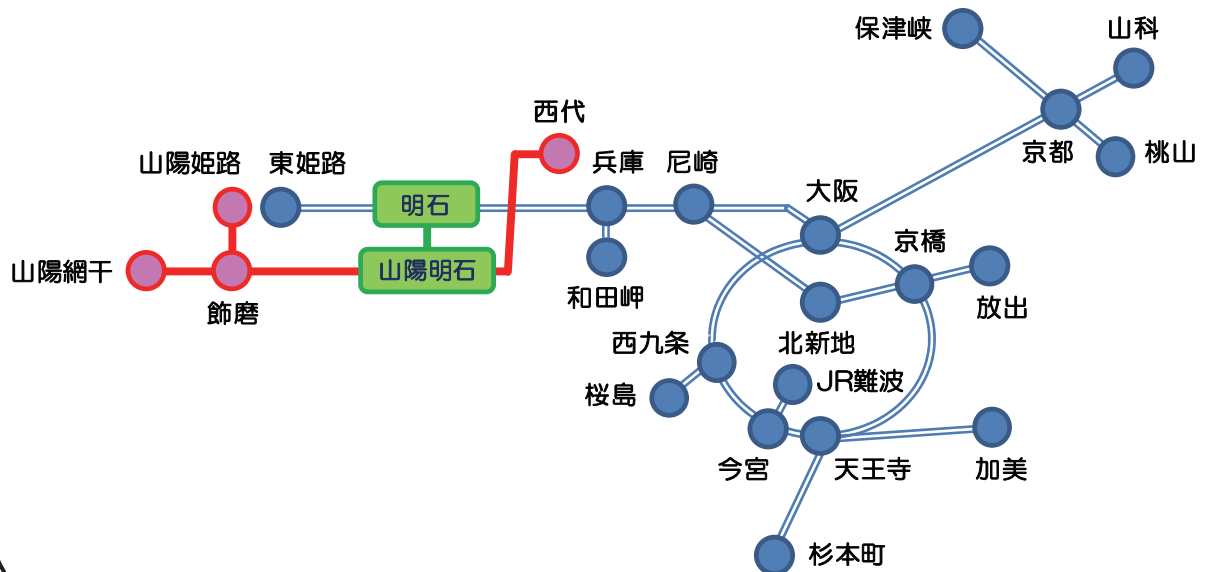 保津峡
山科
京都
桃山
西代
山陽姫路
東姫路
兵庫
尼崎
大阪
明石
京橋
山陽網干
山陽明石
飾磨
和田岬
放出
西九条
北新地
桜島
JR難波
今宮
天王寺
加美
杉本町